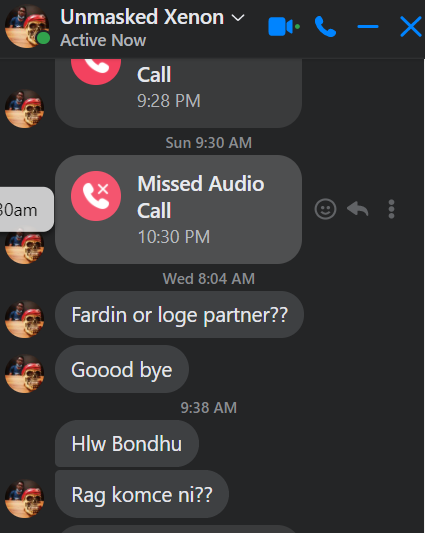 Unmasked Xenon
Active Now
Call
9:28 PM
Sun 9:30 AM
Missed Audio
Call
10:30 PM
30am
Wed 8:04 AM
Fardin or loge partner??
Goood bye
9:38 AM
Hlw Bondhu
Rag komce ni??